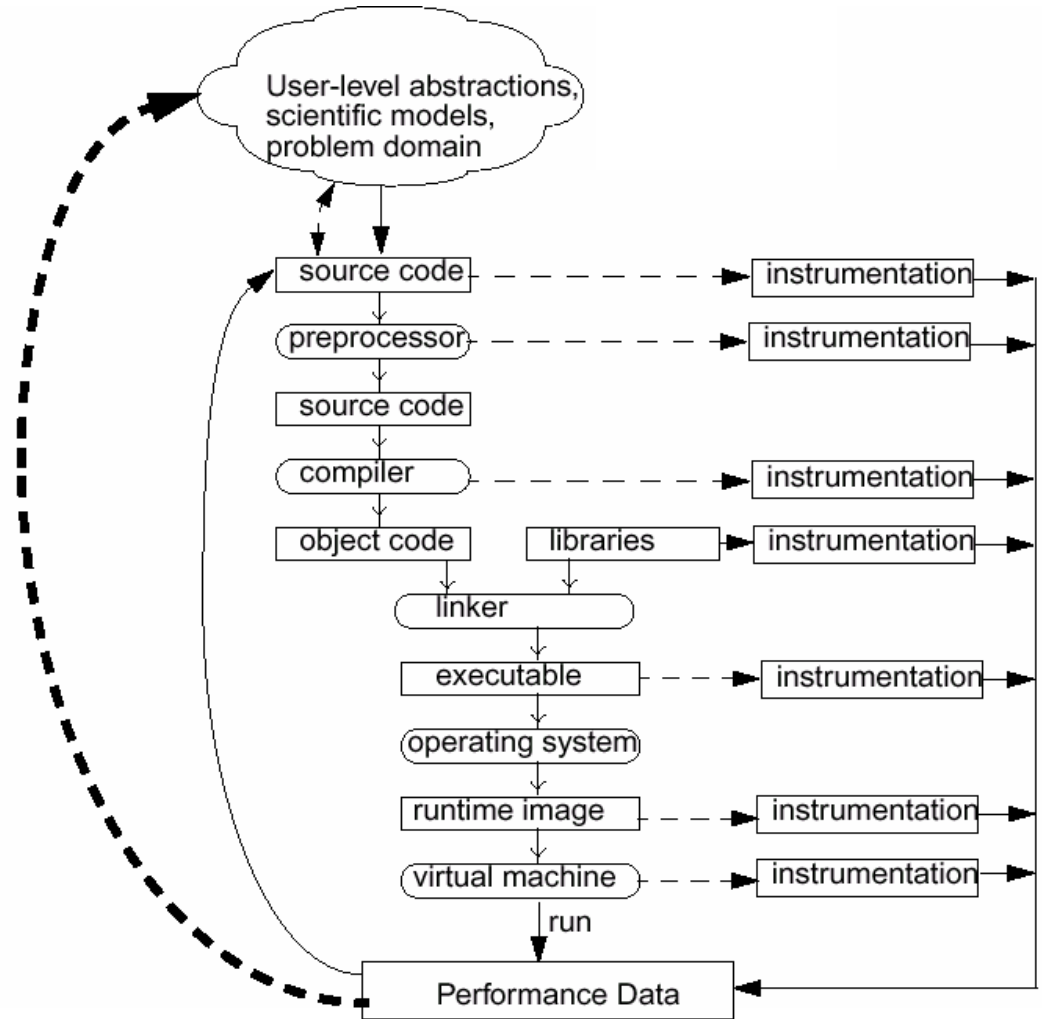 User-level abstractions,
scientific models,
problem domain
source code
instrumentation
preprocessor
instrumentation
source code
compiler
instrumentation
object code
libraries
instrumentation
linker
executable
instrumentation
operating system
runtime image
instrumentation
virtual machine
instrumentation
run
Performance Data